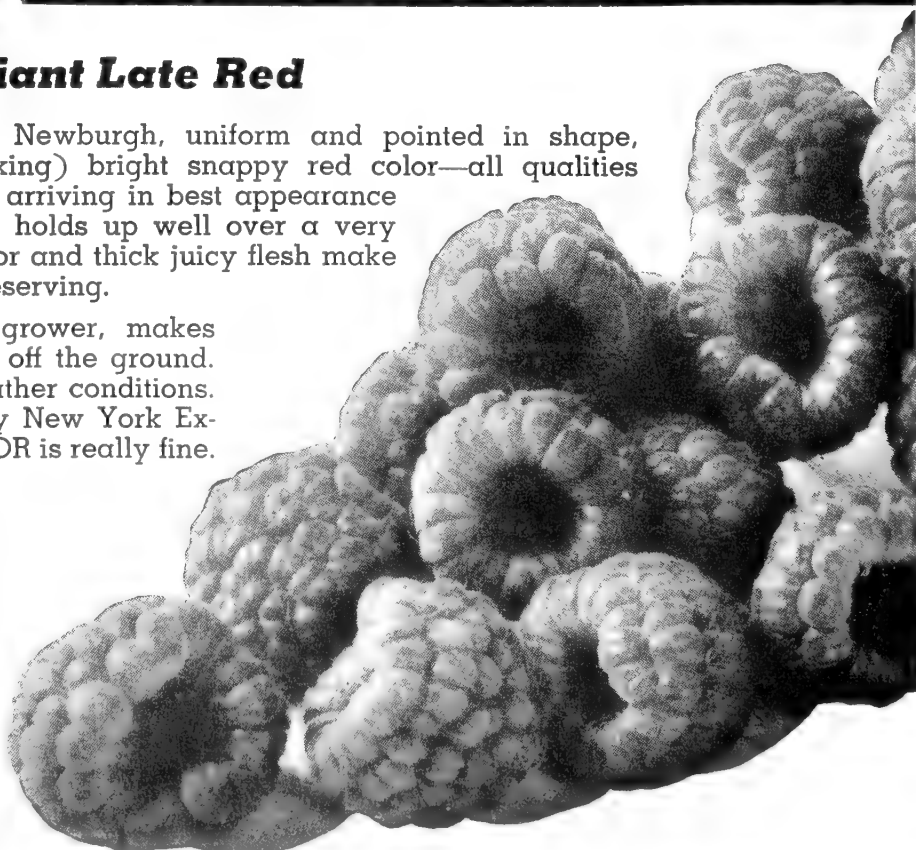 iant Late Red
Newburgh, uniform and pointed in shape,
king) bright snappy red color—all qualities
arriving in best appearance
holds up well over a very
or and thick juicy flesh make
eserving.
grower, makes
off the ground.
ther conditions.
y New York Ex-
OR is really fine.